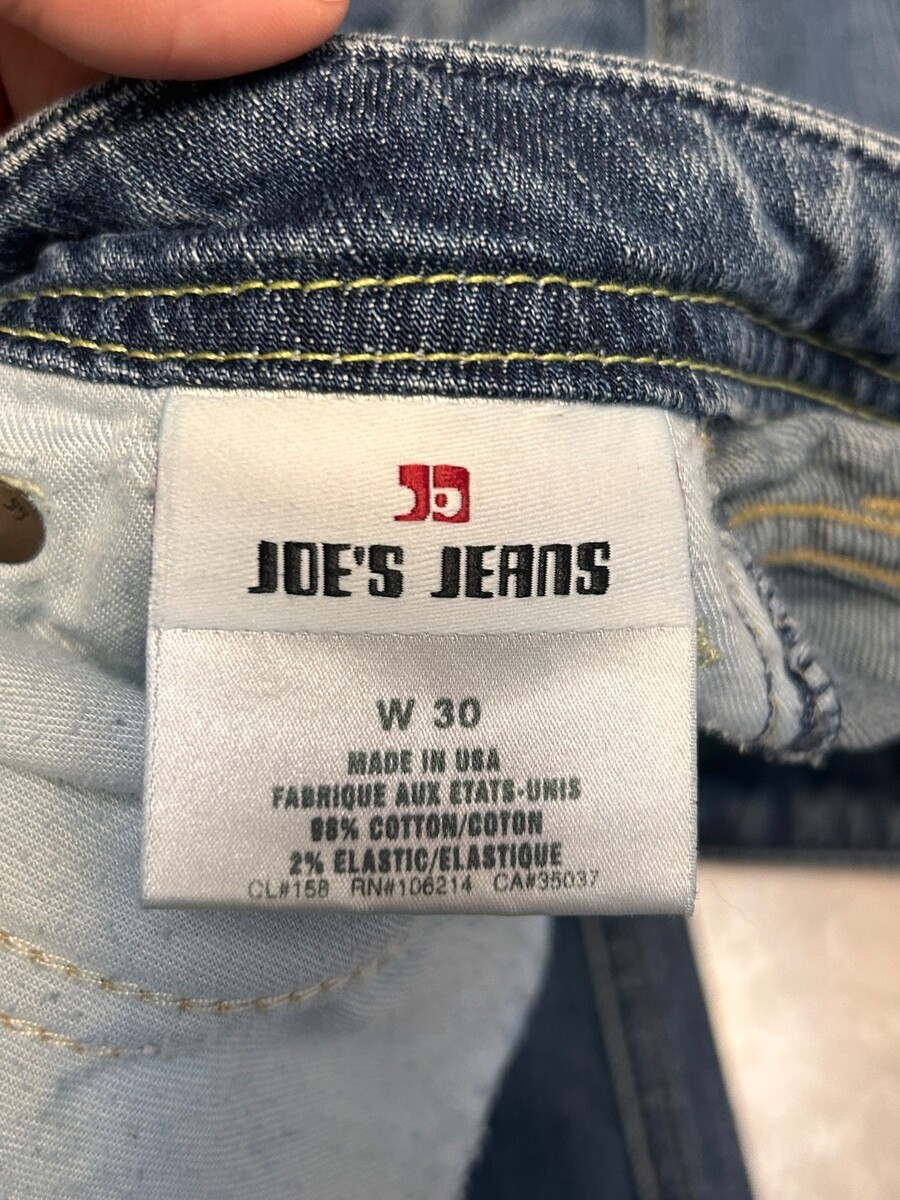 JOE'S JEANS
W 30
MADE IN USA
FABRIQUE AUX ETATS-UNIS
98% COTTON/COTON
2% ELASTIC/ELASTIQUE
CL#158 RN#106214 CA#35037